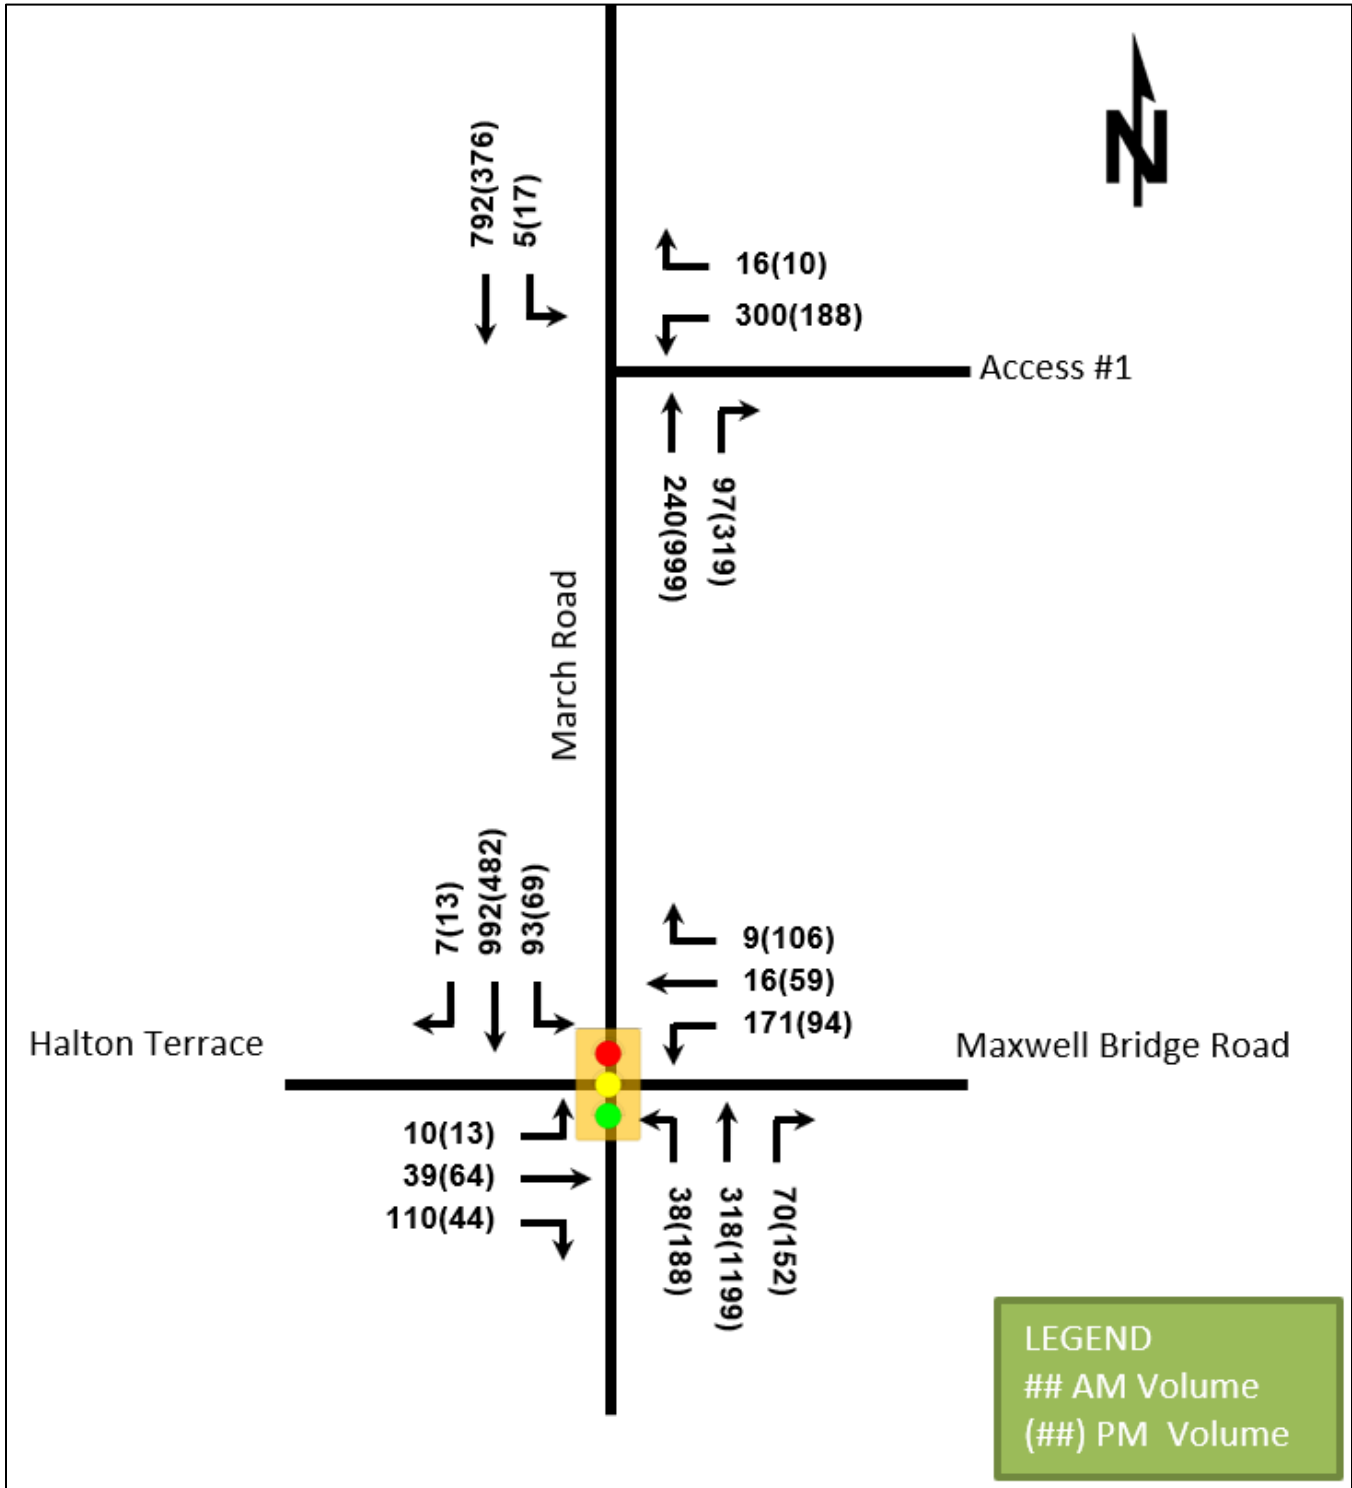 N
792(376)
5(17)
16(10)
300(188)
Access #1
240(999)
97(319)
March Road
7(13)
992(482)
93(69)
9(106)
16(59)
171(94)
Halton Terrace
Maxwell Bridge Road
10(13)
39(64)
110(44)
38(188)
318(1199)
70(152)
LEGEND
## AM Volume
(##) PM Volume